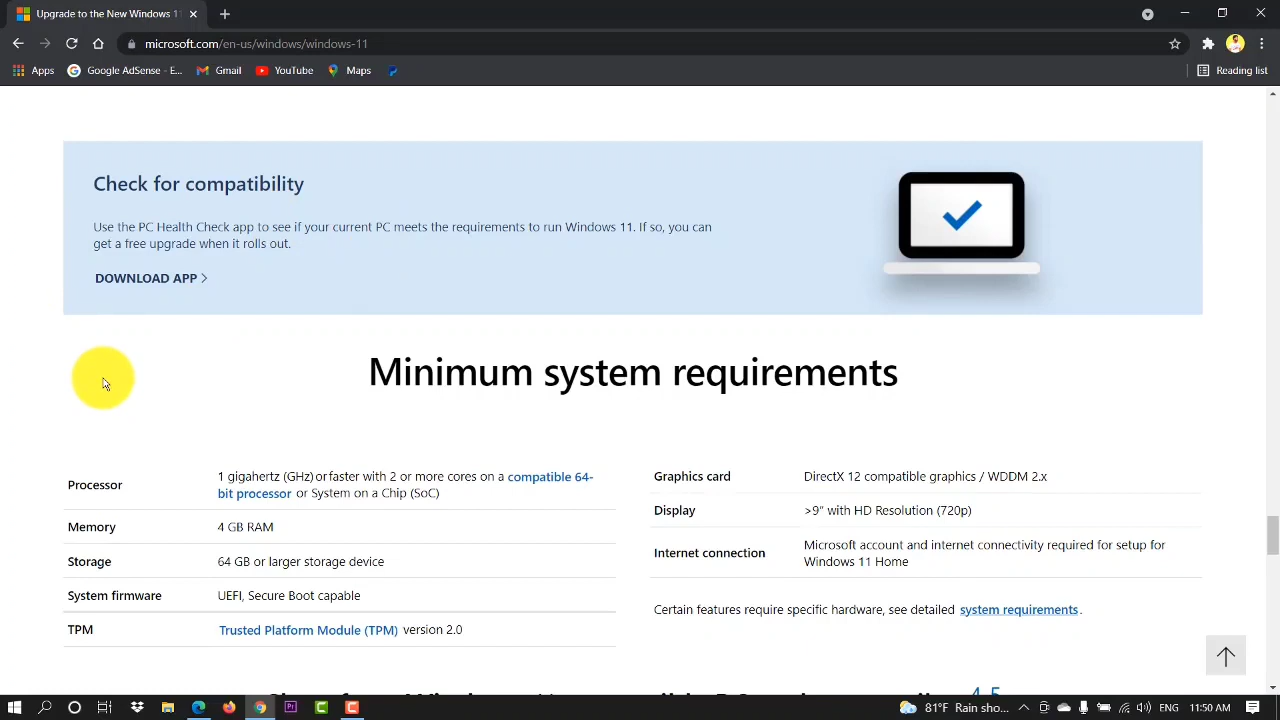 Upgrade to the New Windows 11
microsoft.com/en-us/windows/windows-11
Apps
Google AdSense - E...
Gmail
YouTube
Maps
Reading list
Check for compatibility
Use the PC Health Check app to see if your current PC meets the requirements to run Windows 11. If so, you can
get a free upgrade when it rolls out.
DOWNLOAD APP
Minimum system requirements
Processor
1 gigahertz (GHz) or faster with 2 or more cores on a compatible 64-
bit processor or System on a Chip (SoC)
Memory
4 GB RAM
Storage
64 GB or larger storage device
System firmware
UEFI, Secure Boot capable
TPM
Trusted Platform Module (TPM) version 2.0
Graphics card
DirectX 12 compatible graphics / WDDM 2.x
Display
>9" with HD Resolution (720p)
Internet connection
Microsoft account and internet connectivity required for setup for
Windows 11 Home
Certain features require specific hardware, see detailed system requirements.
81°F Rain sho...
ENG
11:50 AM